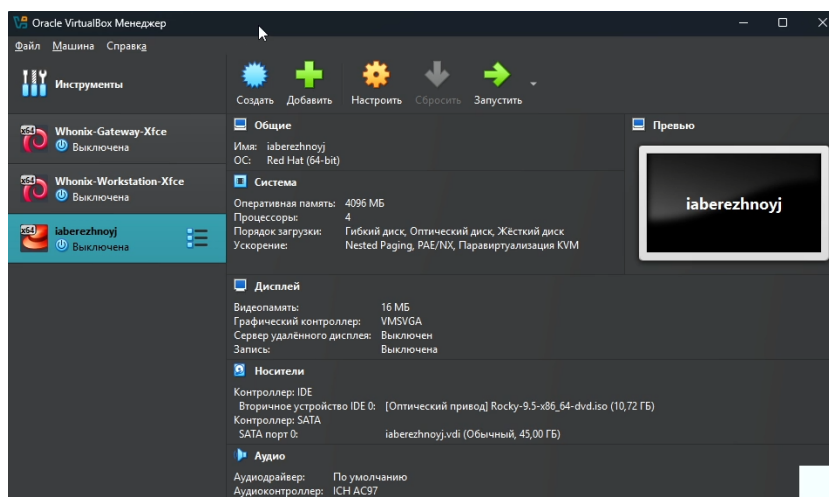 Oracle VirtualBox Менеджер
Файл Машина Справка
Инструменты
Создать Добавить Настроить Сбросить Запустить
x64
Whonix-Gateway-Xfce
Выключена
x64
Whonix-Workstation-Xfce
Выключена
x64
iaberezhnoyj
Выключена
Общие
Имя: iaberezhnoyj
ОС: Red Hat (64-bit)
Превью
iaberezhnoyj
Система
Оперативная память: 4096 МБ
Процессоры: 4
Порядок загрузки: Гибкий диск, Оптический диск, Жёсткий диск
Ускорение: Nested Paging, PAE/NX, Паравиртуализация KVM
Дисплей
Видеопамять: 16 МБ
Графический контроллер: VMSVGA
Сервер удалённого дисплея: Выключен
Запись: Выключена
Носители
Контроллер: IDE
Вторичное устройство IDE 0: [Оптический привод] Rocky-9.5-x86_64-dvd.iso (10,72 ГБ)
Контроллер: SATA
SATA порт 0: iaberezhnoyj.vdi (Обычный, 45,00 ГБ)
Аудио
Аудиодрайвер: По умолчанию
Аудиоконтроллер: ICH AC97